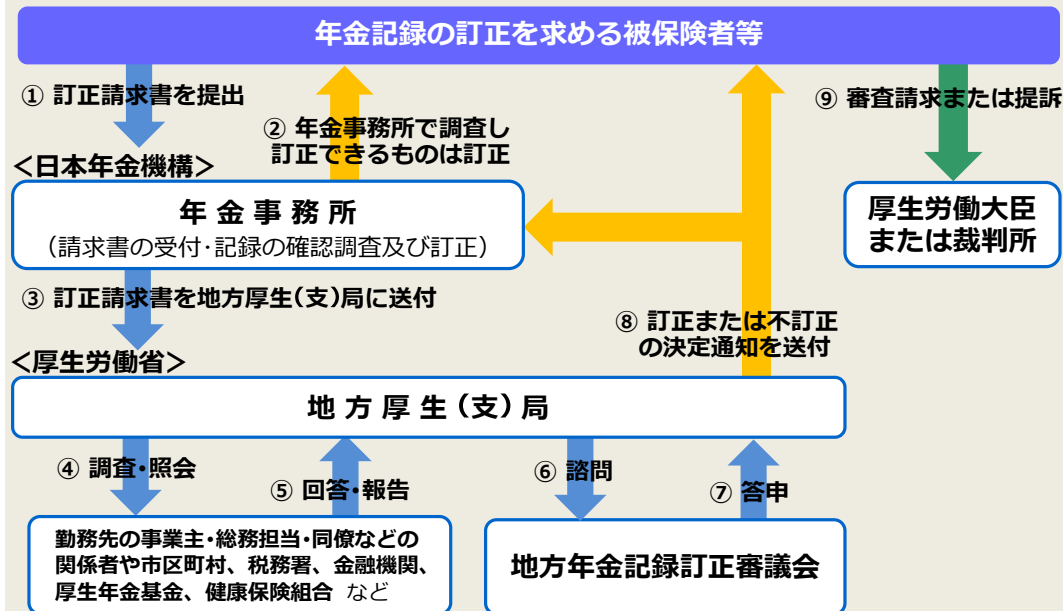 年金記録の訂正を求める被保険者等
① 訂正請求書を提出
② 年金事務所で調査し
訂正できるものは訂正
⑨ 審査請求または提訴
＜日本年金機構＞
年 金 事 務 所
（請求書の受付・記録の確認調査及び訂正）
厚生労働大臣
または裁判所
③ 訂正請求書を地方厚生（支）局に送付
⑧ 訂正または不訂正
の決定通知を送付
＜厚生労働省＞
地 方 厚 生 （支） 局
④ 調査・照会
⑤ 回答・報告
⑥ 諮問
⑦ 答申
勤務先の事業主・総務担当・同僚などの
関係者や市区町村、税務署、金融機関、
厚生年金基金、健康保険組合 など
地方年金記録訂正審議会